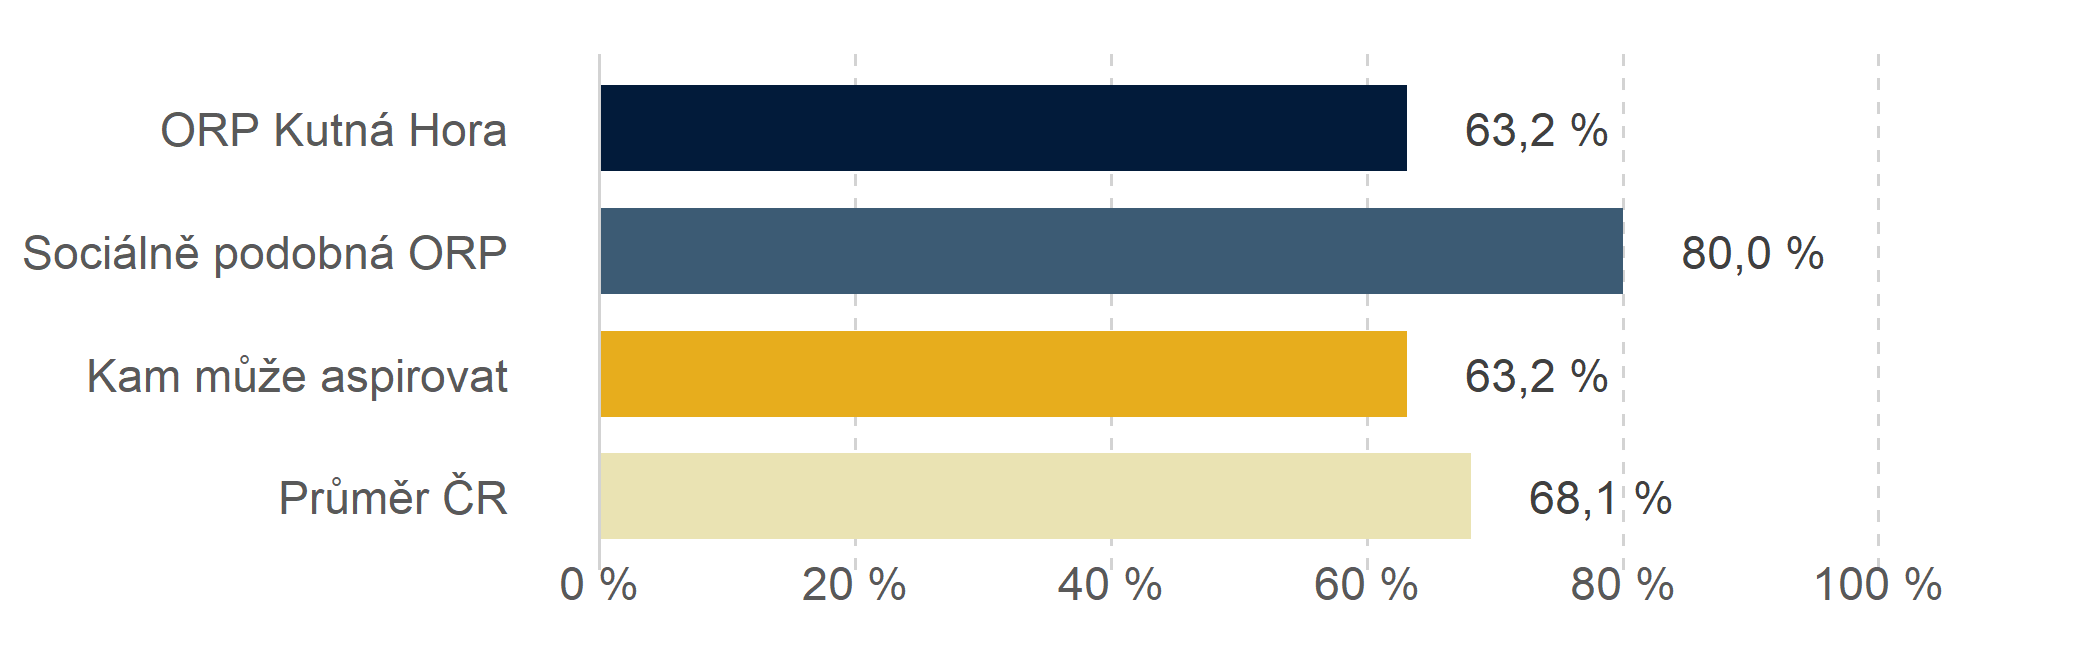 ORP Kutná Hora 63,2 %
Sociálně podobná ORP 80,0 %
Kam může aspirovat 63,2 %
Průměr ČR 68,1 %
0 % 20 % 40 % 60 % 80 % 100 %